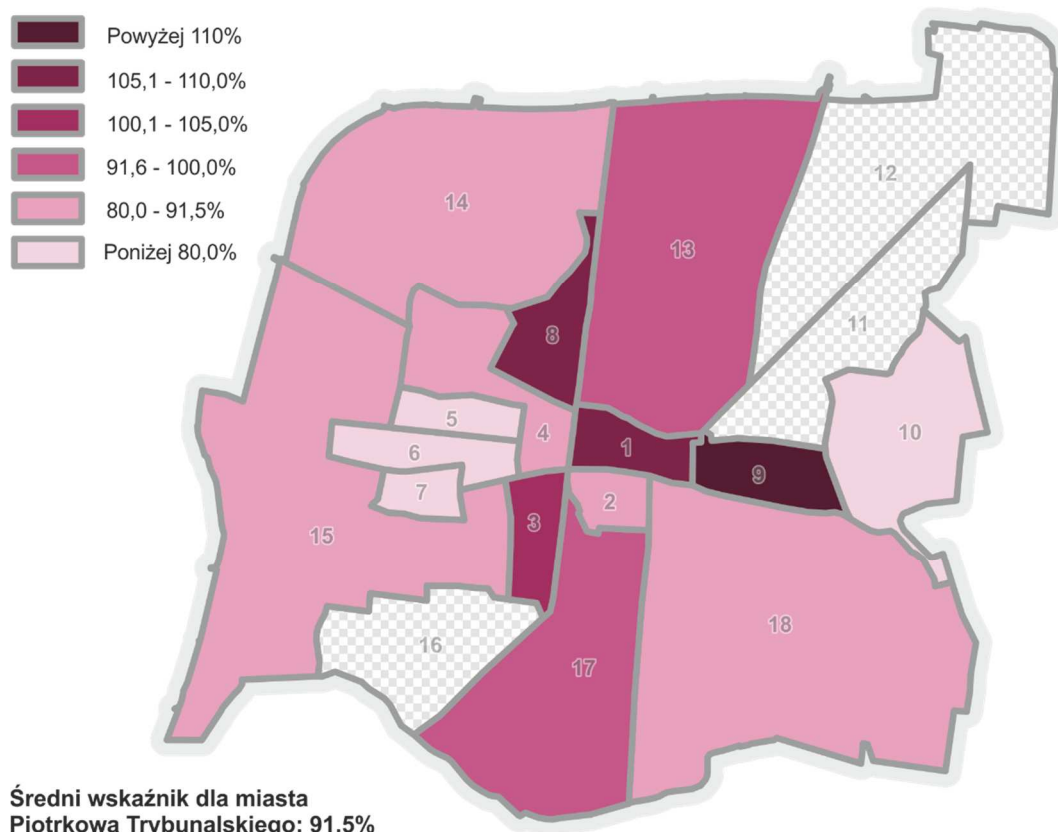 Powyżej 110%
105,1 - 110,0%
100,1 - 105,0%
91,6 - 100,0%
80,0 - 91,5%
Poniżej 80,0%
12
14
13
11
8
5
4
10
1
6
9
7
2
3
15
18
16
17
Średni wskaźnik dla miasta
Piotrkowa Trybunalskiego: 91,5%